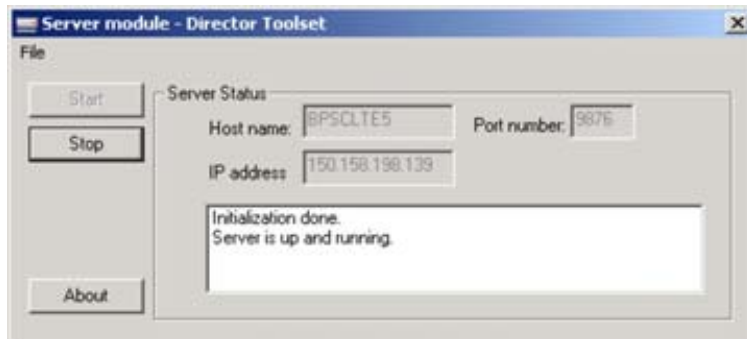 Server module - Director Toolset
File
Start
Server Status
Host name: BPSCLTE5 Port number: 9876
Stop
IP address 150.158.198.139
Initialization done.
Server is up and running.
About